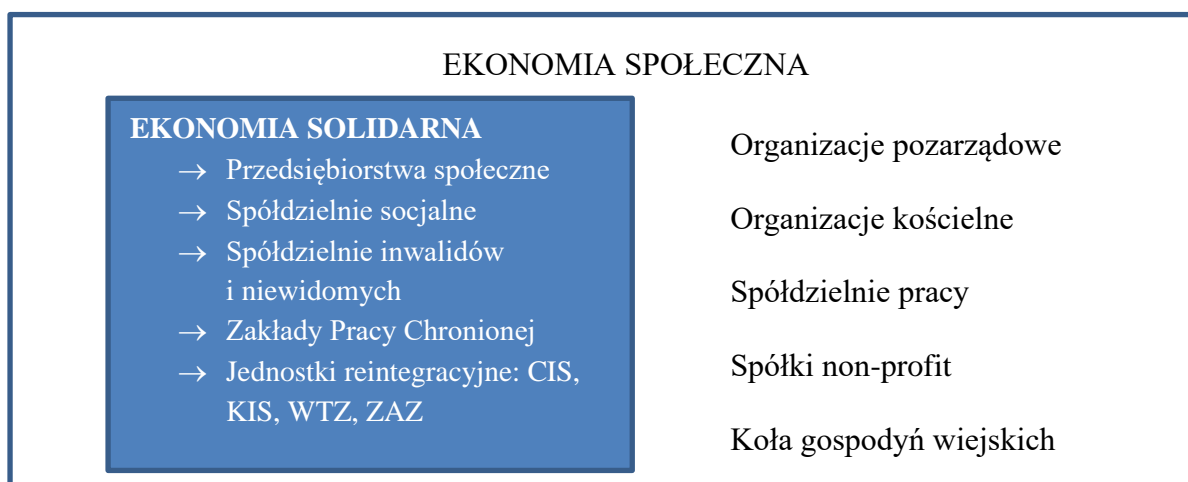 EKONOMIA SPOŁECZNA
EKONOMIA SOLIDARNA
→ Przedsiębiorstwa społeczne
→ Spółdzielnie socjalne
→ Spółdzielnie inwalidów
i niewidomych
→ Zakłady Pracy Chronionej
→ Jednostki reintegracyjne: CIS,
KIS, WTZ, ZAZ
Organizacje pozarządowe
Organizacje kościelne
Spółdzielnie pracy
Spółki non-profit
Koła gospodyń wiejskich